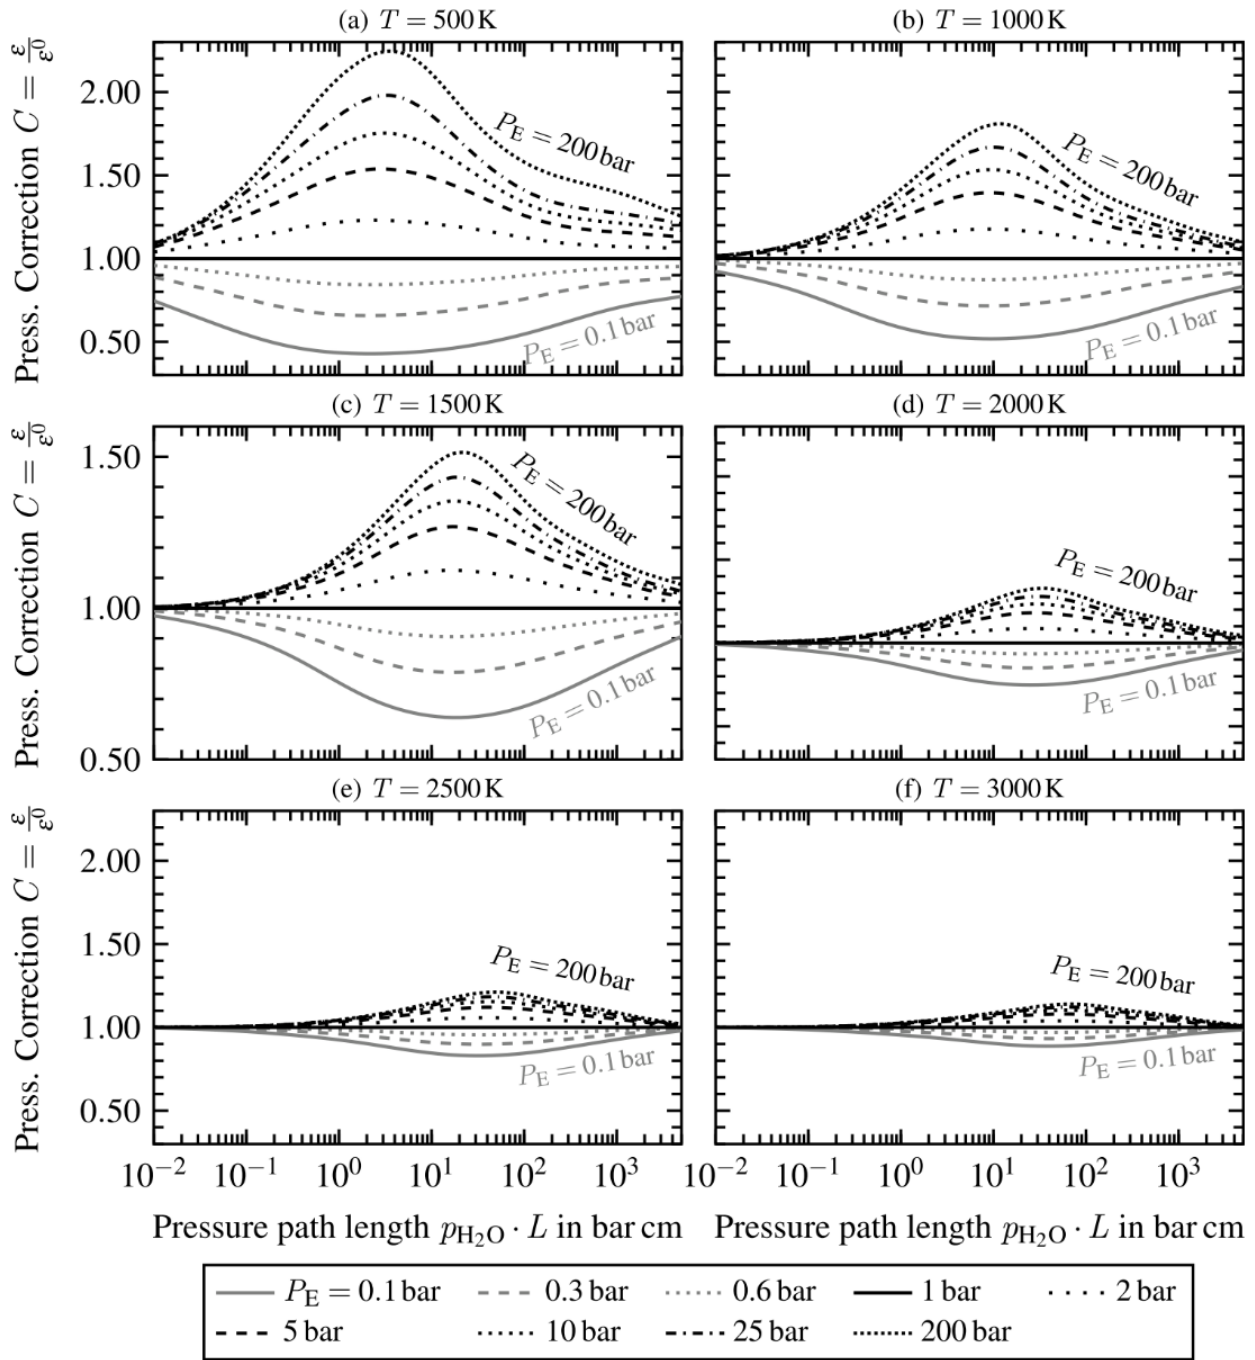 (a) T = 500 K
(b) T = 1000 K
Press. Correction C = ε/ε⁰
2.00
1.50
1.00
0.50
P_E = 200 bar
P_E = 0.1 bar
P_E = 200 bar
P_E = 0.1 bar
(c) T = 1500 K
(d) T = 2000 K
Press. Correction C = ε/ε⁰
1.50
1.00
0.50
P_E = 200 bar
P_E = 0.1 bar
P_E = 200 bar
P_E = 0.1 bar
(e) T = 2500 K
(f) T = 3000 K
Press. Correction C = ε/ε⁰
2.00
1.50
1.00
0.50
P_E = 200 bar
P_E = 0.1 bar
P_E = 200 bar
P_E = 0.1 bar
10⁻² 10⁻¹ 10⁰ 10¹ 10² 10³
10⁻² 10⁻¹ 10⁰ 10¹ 10² 10³
Pressure path length p_H₂O · L in bar cm
Pressure path length p_H₂O · L in bar cm
P_E = 0.1 bar 0.3 bar 0.6 bar 1 bar 2 bar
5 bar 10 bar 25 bar 200 bar